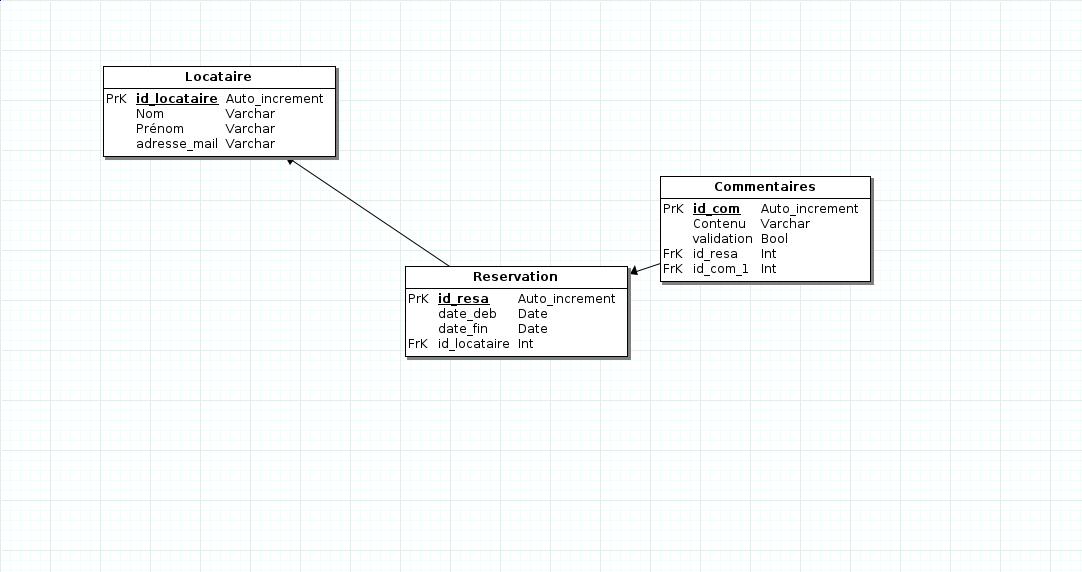 Locataire
PrK id_locataire Auto_increment
Nom Varchar
Prénom Varchar
adresse_mail Varchar
Commentaires
PrK id_com Auto_increment
Contenu Varchar
validation Bool
FrK id_resa Int
FrK id_com_1 Int
Reservation
PrK id_resa Auto_increment
date_deb Date
date_fin Date
FrK id_locataire Int